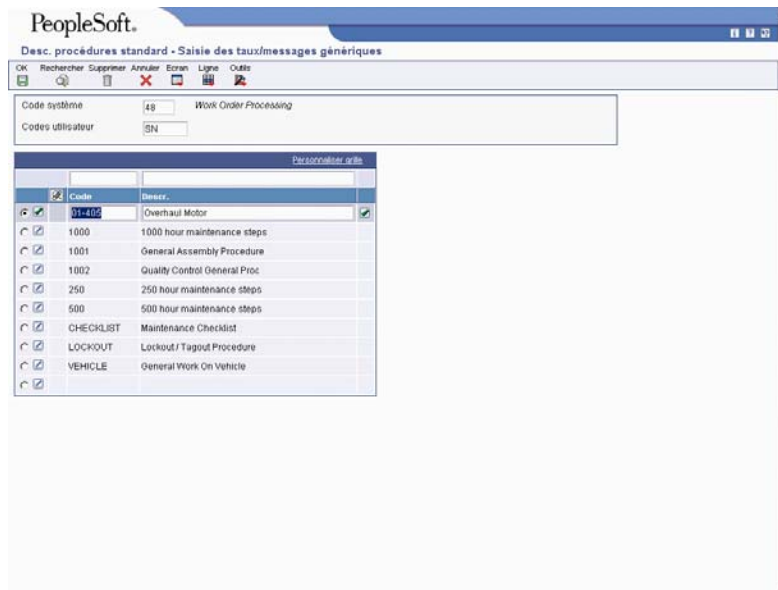 PeopleSoft.
Desc. procédures standard - Saisie des taux/messages génériques
OK Rechercher Supprimer Annuler Ecran Ligne Outils
Code système 48 Work Order Processing
Codes utilisateur SN
Personnaliser grille
Code Descr.
01-405 Overhaul Motor
1000 1000 hour maintenance steps
1001 General Assembly Procedure
1002 Quality Control General Proc
250 250 hour maintenance steps
500 500 hour maintenance steps
CHECKLIST Maintenance Checklist
LOCKOUT Lockout / Tagout Procedure
VEHICLE General Work On Vehicle